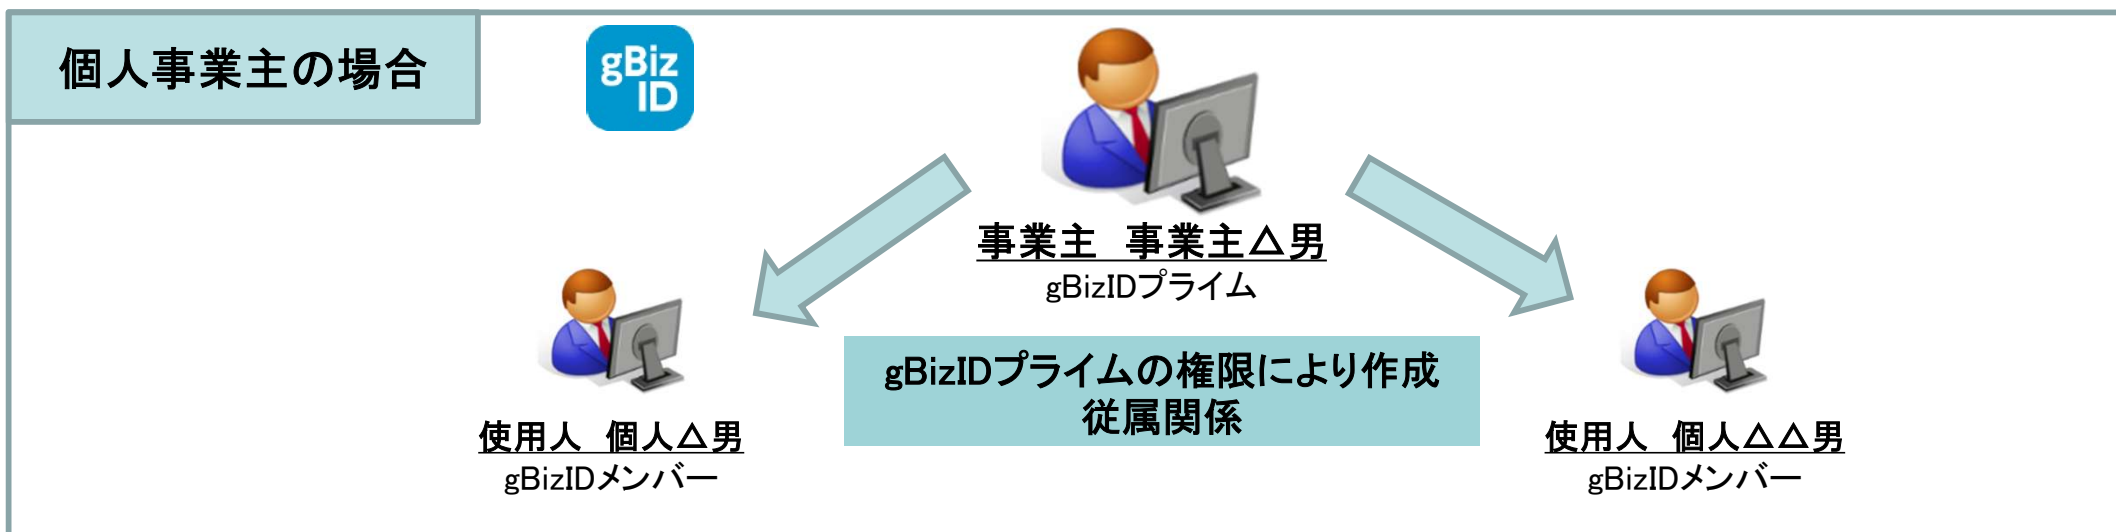 個人事業主の場合
gBiz
ID
事業主　事業主△男
gBizIDプライム
gBizIDプライムの権限により作成
従属関係
使用人　個人△男
gBizIDメンバー
使用人　個人△△男
gBizIDメンバー